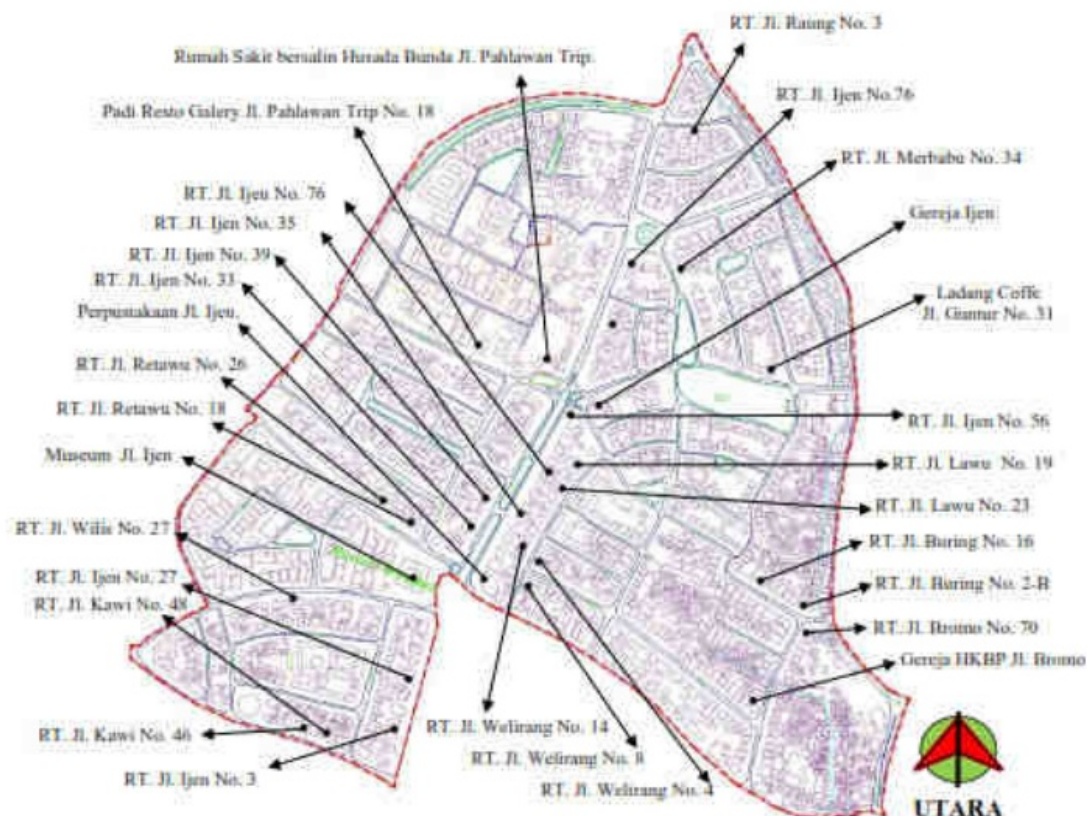 RT. Jl. Raung No. 3
Rumah Sakit bersalin Husada Bunda Jl. Pahlawan Trip.
RT. Jl. Ijen No.76
Padi Resto Galery Jl. Pahlawan Trip No. 18
RT. Jl. Merbabu No. 34
RT. Jl. Ijen No. 76
Gereja Ijen
RT. Jl. Ijen No. 35
RT. Jl. Ijen No. 39
RT. Jl. Ijen No. 33
Ladang Coffe
Jl. Guntur No. 31
Perpustakaan Jl. Ijen.
RT. Jl. Retawu No. 26
RT. Jl. Retawu No. 18
RT. Jl. Ijen No. 56
Museum Jl. Ijen
RT. Jl. Lawu No. 19
RT. Jl. Lawu No. 23
RT. Jl. Wilis No. 27
RT. Jl. Buring No. 16
RT. Jl. Ijen No. 27
RT. Jl. Buring No. 2-B
RT. Jl. Kawi No. 48
RT. Jl. Bromo No. 70
Gereja HKBP Jl. Bromo
RT. Jl. Kawi No. 46
RT. Jl. Welirang No. 14
RT. Jl. Welirang No. 8
RT. Jl. Ijen No. 3
RT. Jl. Welirang No. 4
UTARA